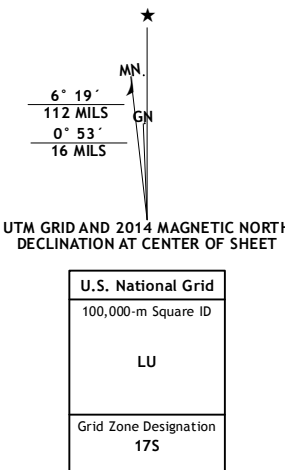 MN
6° 19´
112 MILS
GN
0° 53´
16 MILS
UTM GRID AND 2014 MAGNETIC NORTH
DECLINATION AT CENTER OF SHEET
U.S. National Grid
100,000-m Square ID
LU
Grid Zone Designation
17S